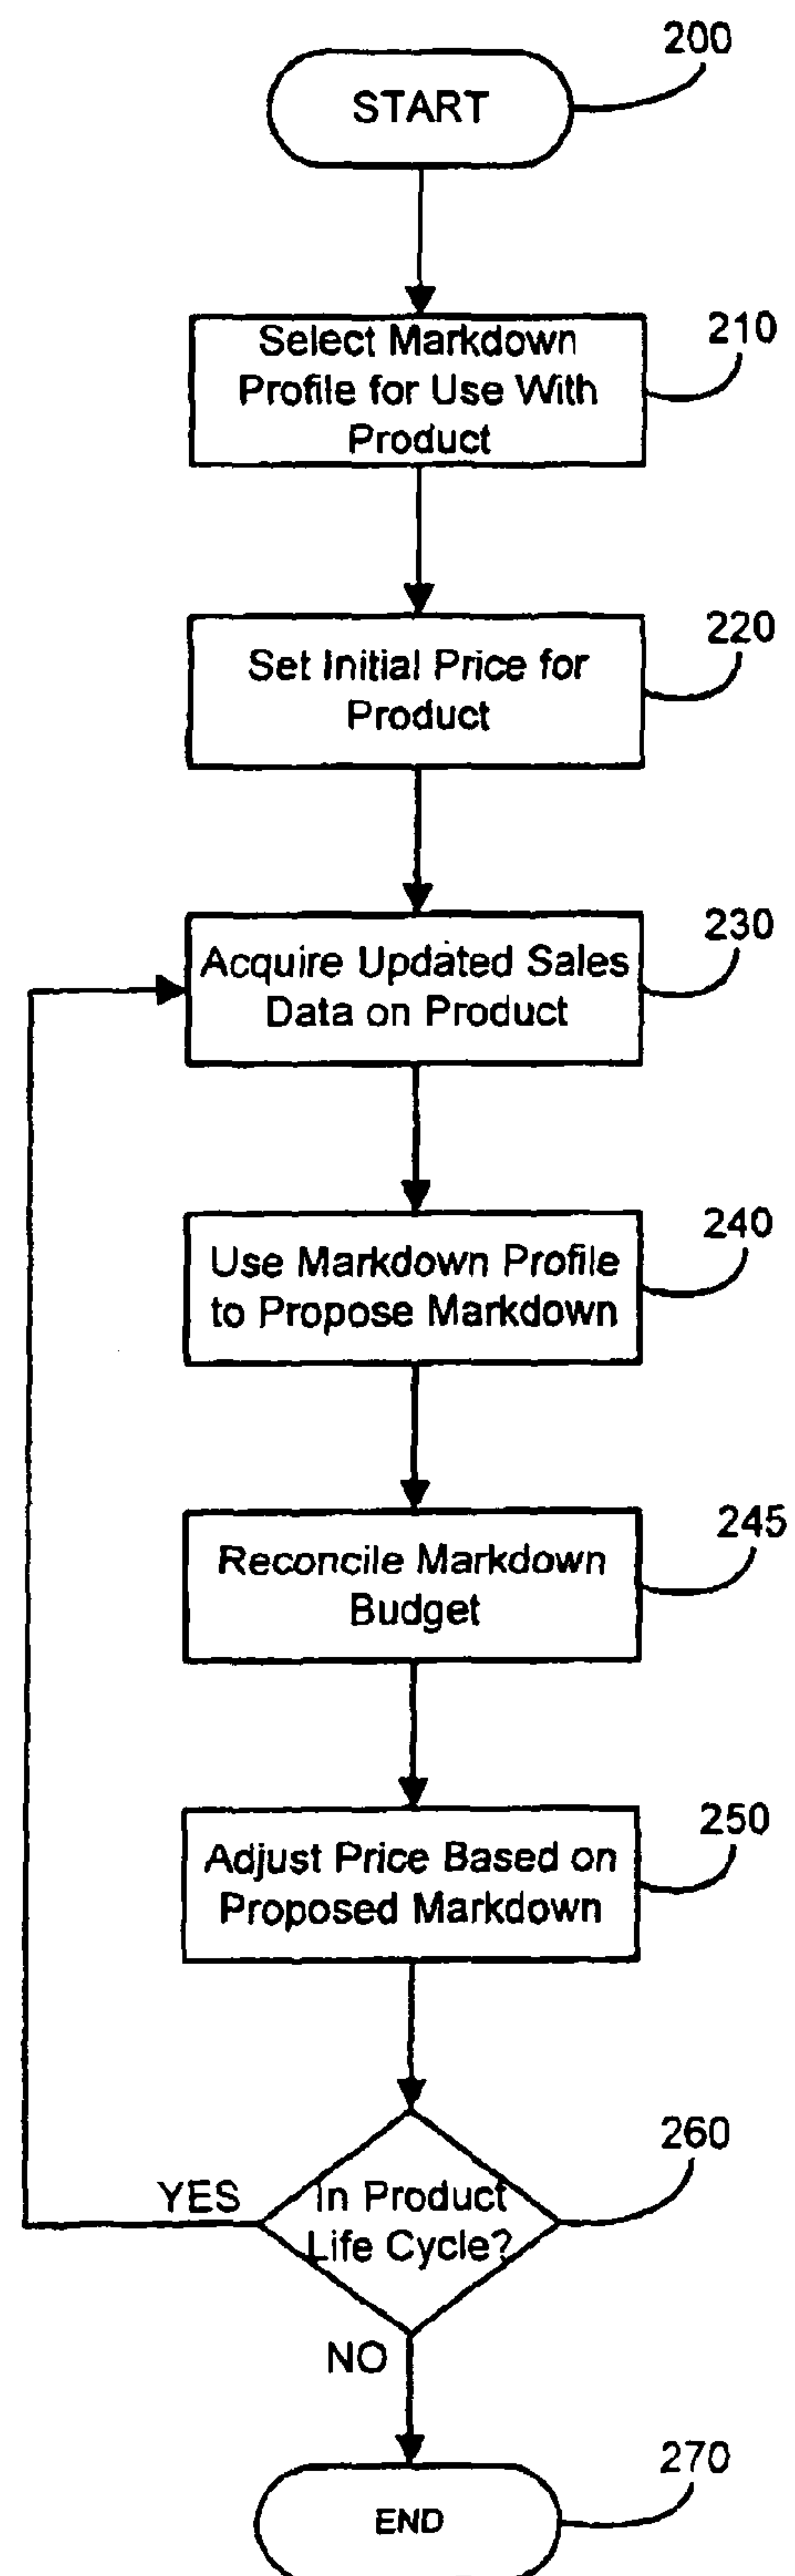 200
START
210
Select Markdown
Profile for Use With
Product
220
Set Initial Price for
Product
230
Acquire Updated Sales
Data on Product
240
Use Markdown Profile
to Propose Markdown
245
Reconcile Markdown
Budget
250
Adjust Price Based on
Proposed Markdown
260
YES
In Product
Life Cycle?
NO
270
END